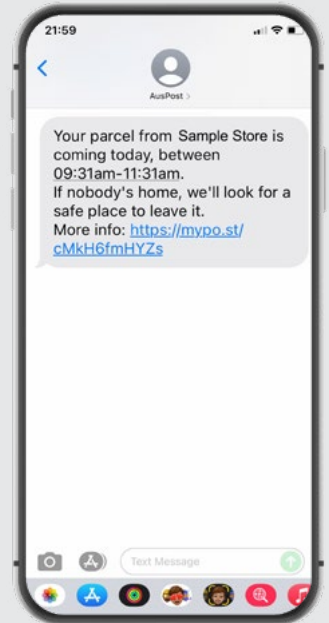 21:59
AusPost >
Your parcel from Sample Store is
coming today, between
09:31am-11:31am.
If nobody's home, we'll look for a
safe place to leave it.
More info: https://mypo.st/
cMkH6fmHYZs
Text Message